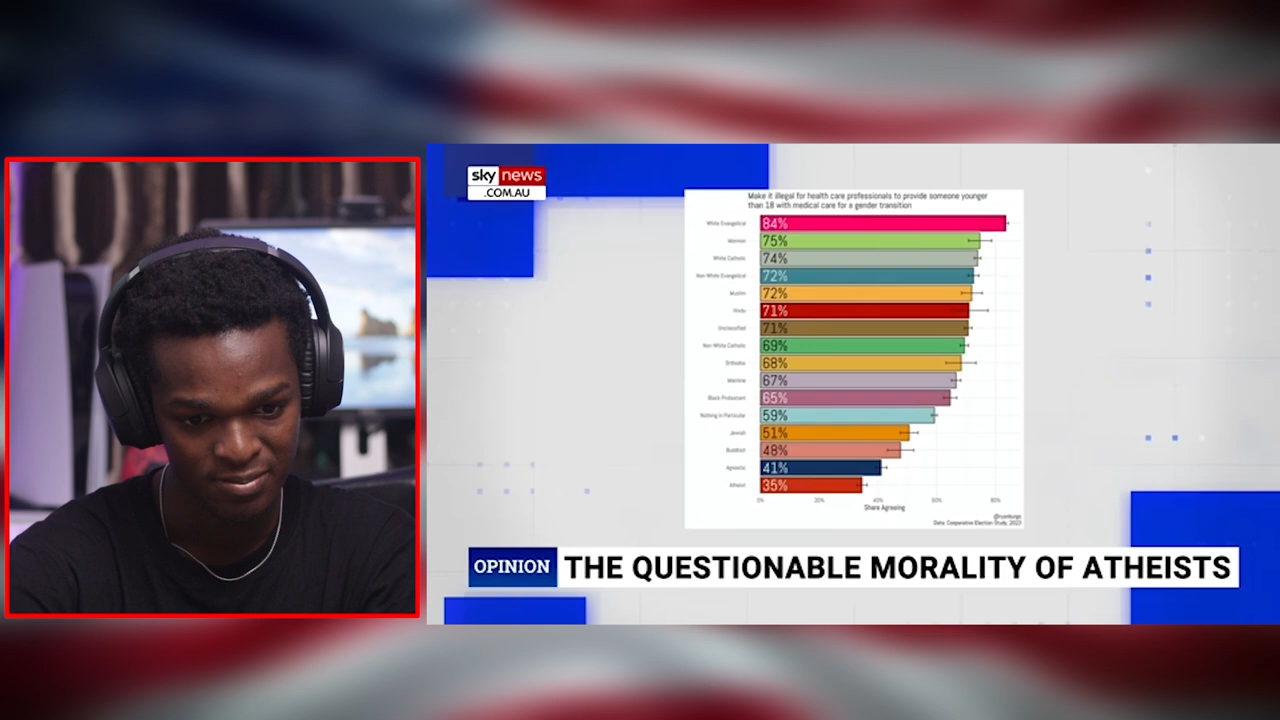 sky news
.COM.AU
Make it illegal for health care professionals to provide someone younger
than 18 with medical care for a gender transition
White Evangelical 84%
Mormon 75%
White Catholic 74%
Non-White Evangelical 72%
Muslim 72%
Hindu 71%
Unclassified 71%
Non-White Catholic 69%
Orthodox 68%
Mainline 67%
Black Protestant 65%
Nothing in Particular 59%
Jewish 51%
Buddhist 48%
Agnostic 41%
Atheist 35%
0% 20% 40% 60% 80%
Share Agreeing
@ryanburge
Data: Cooperative Election Study, 2023
OPINION THE QUESTIONABLE MORALITY OF ATHEISTS